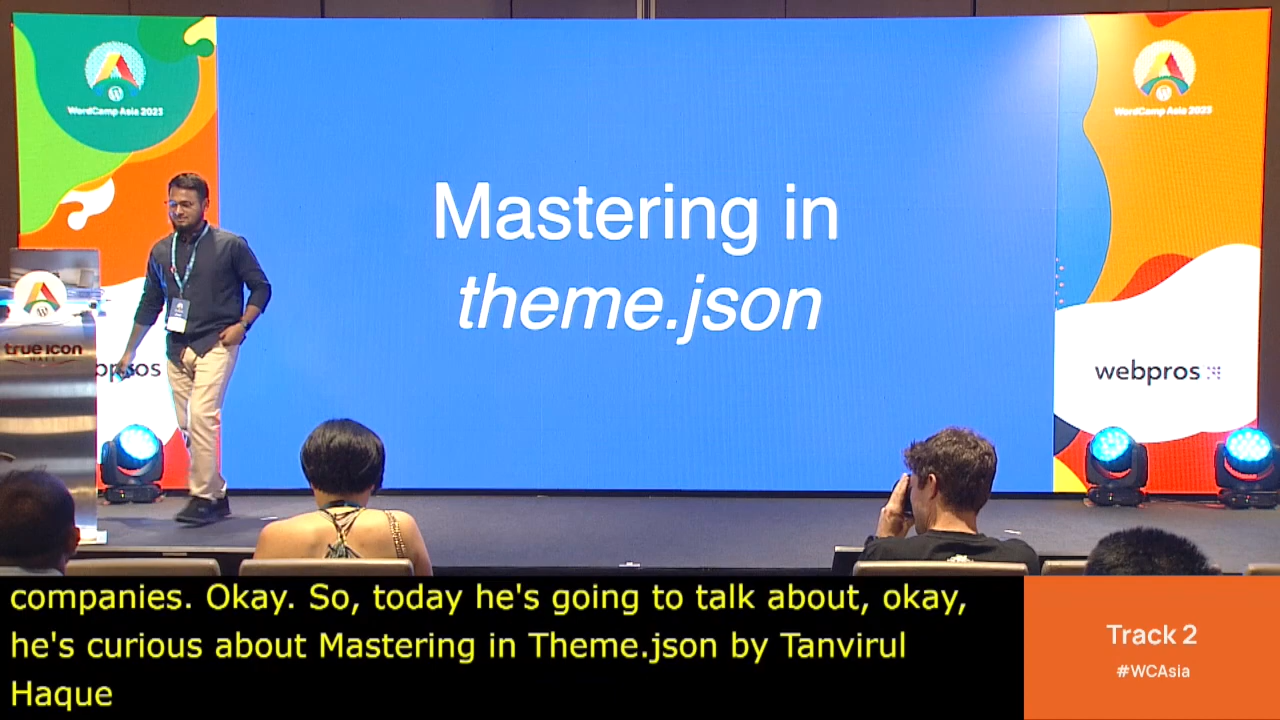 WordCamp Asia 2023
WordCamp Asia 2023
Mastering in
theme.json
true icon
HALL
webpros
companies. Okay. So, today he's going to talk about, okay,
he's curious about Mastering in Theme.json by Tanvirul
Haque
Track 2
#WCAsia